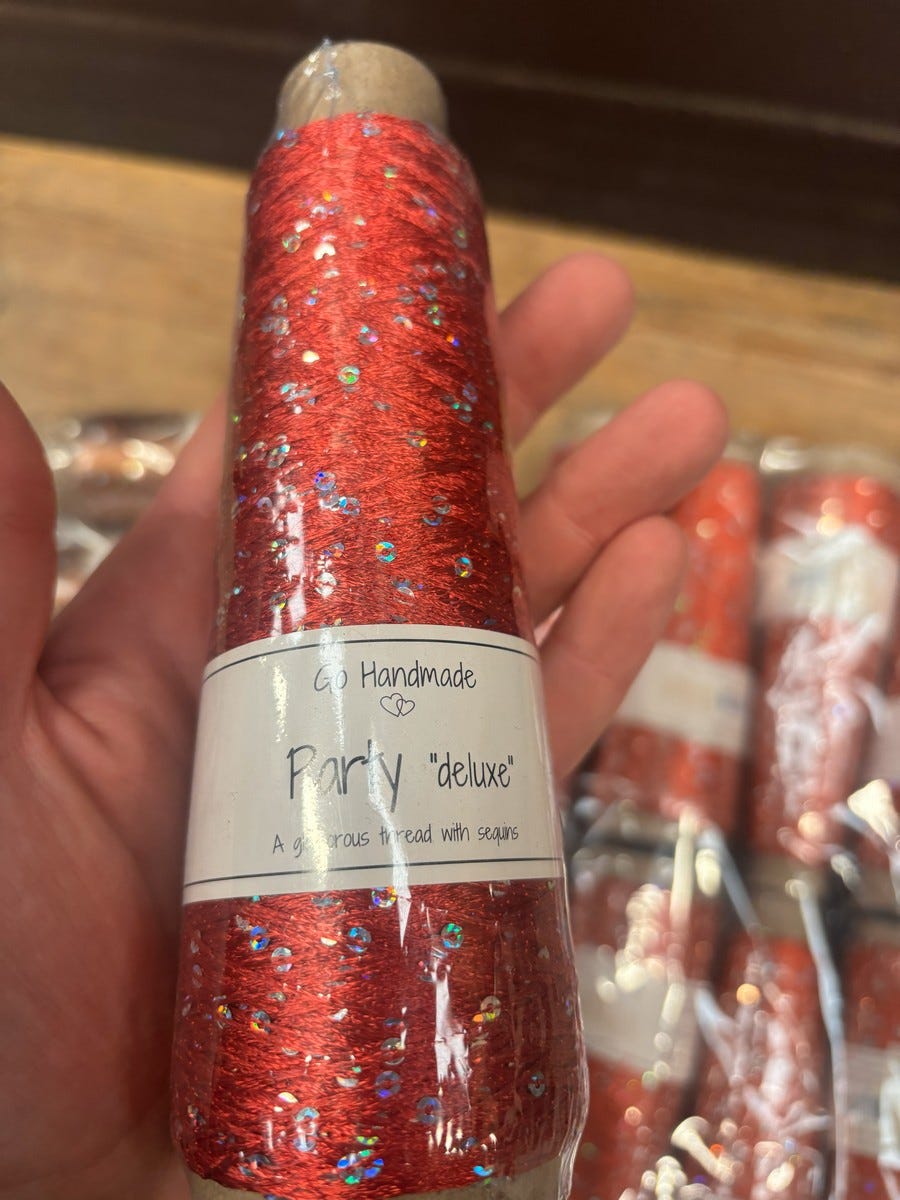 Go Handmade
Party "deluxe"
A thread with sequins